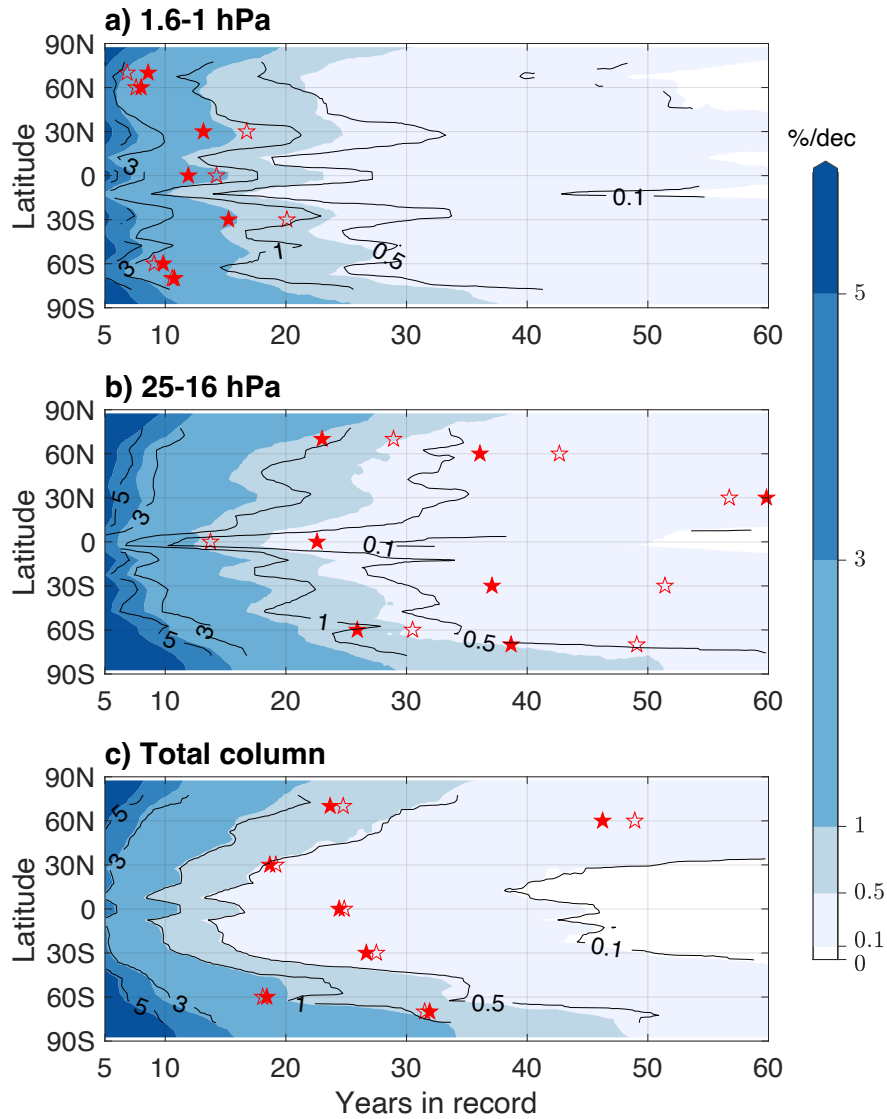 a) 1.6-1 hPa
90N
60N
30N
0
30S
60S
90S
Latitude
3
3
1
0.5
0.1
5 10 20 30 40 50 60
%/dec
5
3
1
0.5
0.1
0
b) 25-16 hPa
90N
60N
30N
0
30S
60S
90S
Latitude
5
3
0.1
5
3
1
0.5
5 10 20 30 40 50 60
c) Total column
90N
60N
30N
0
30S
60S
90S
Latitude
5
3
0.1
5
3
1
0.5
5 10 20 30 40 50 60
Years in record